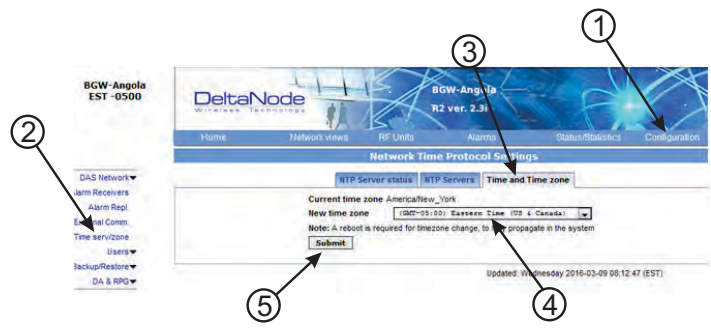 1
3
BGW-Angola
EST -0500
DeltaNode
Wireless Technology
BGW-Angola
R2 ver. 2.3
2
Home Network views RF Units Alarms Status/Statistics Configuration
Network Time Protocol Settings
DAS Network
NTP Server status NTP Servers Time and Time zone
larm Receivers
Current time zone America/New_York
Alarm Repl.
New time zone (GMT-05:00) Eastern Time (US & Canada)
External Comm.
Note: A reboot is required for timezone change, to propagate in the system
Time serv/zone
Submit
Users
Backup/Restore
Updated: Wednesday 2016-03-09 08:12:47 (EST)
DA & RPG
5
4